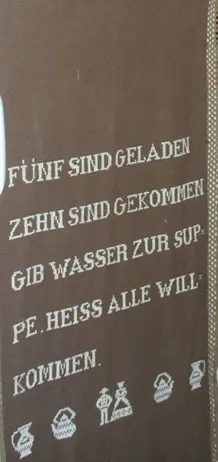 FÜNF SIND GELADEN
ZEHN SIND GEKOMMEN
GIB WASSER ZUR SUP-
PE. HEISS ALLE WILL=
KOMMEN.